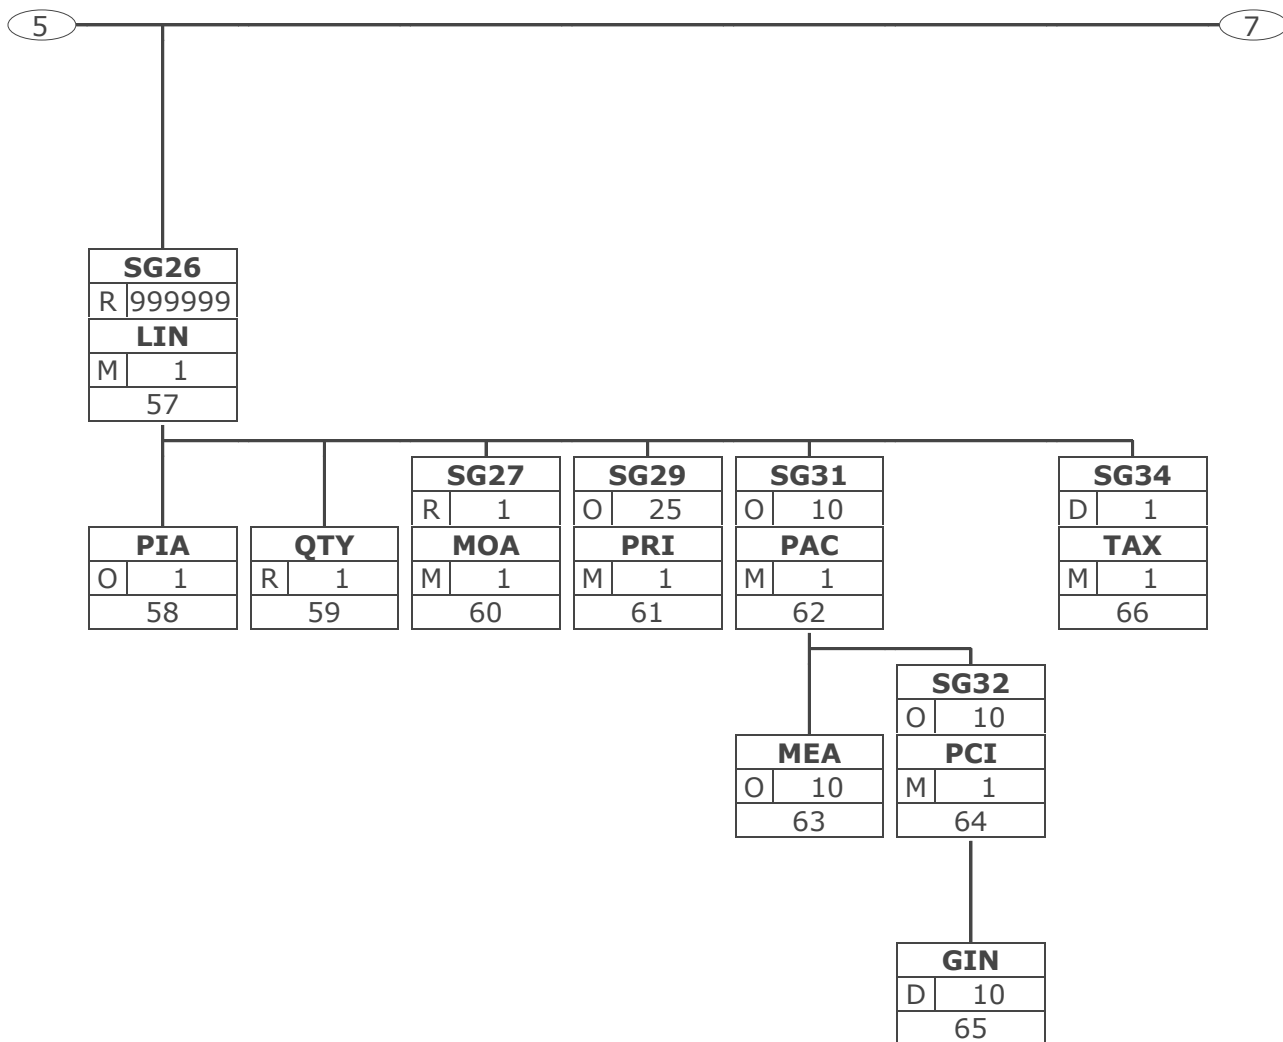 5 7
SG26
R 999999
LIN
M 1
57
SG27 SG29 SG31 SG34
R 1 O 25 O 10 D 1
PIA QTY MOA PRI PAC TAX
O 1 R 1 M 1 M 1 M 1 M 1
58 59 60 61 62 66
SG32
O 10
MEA PCI
O 10 M 1
63 64
GIN
D 10
65